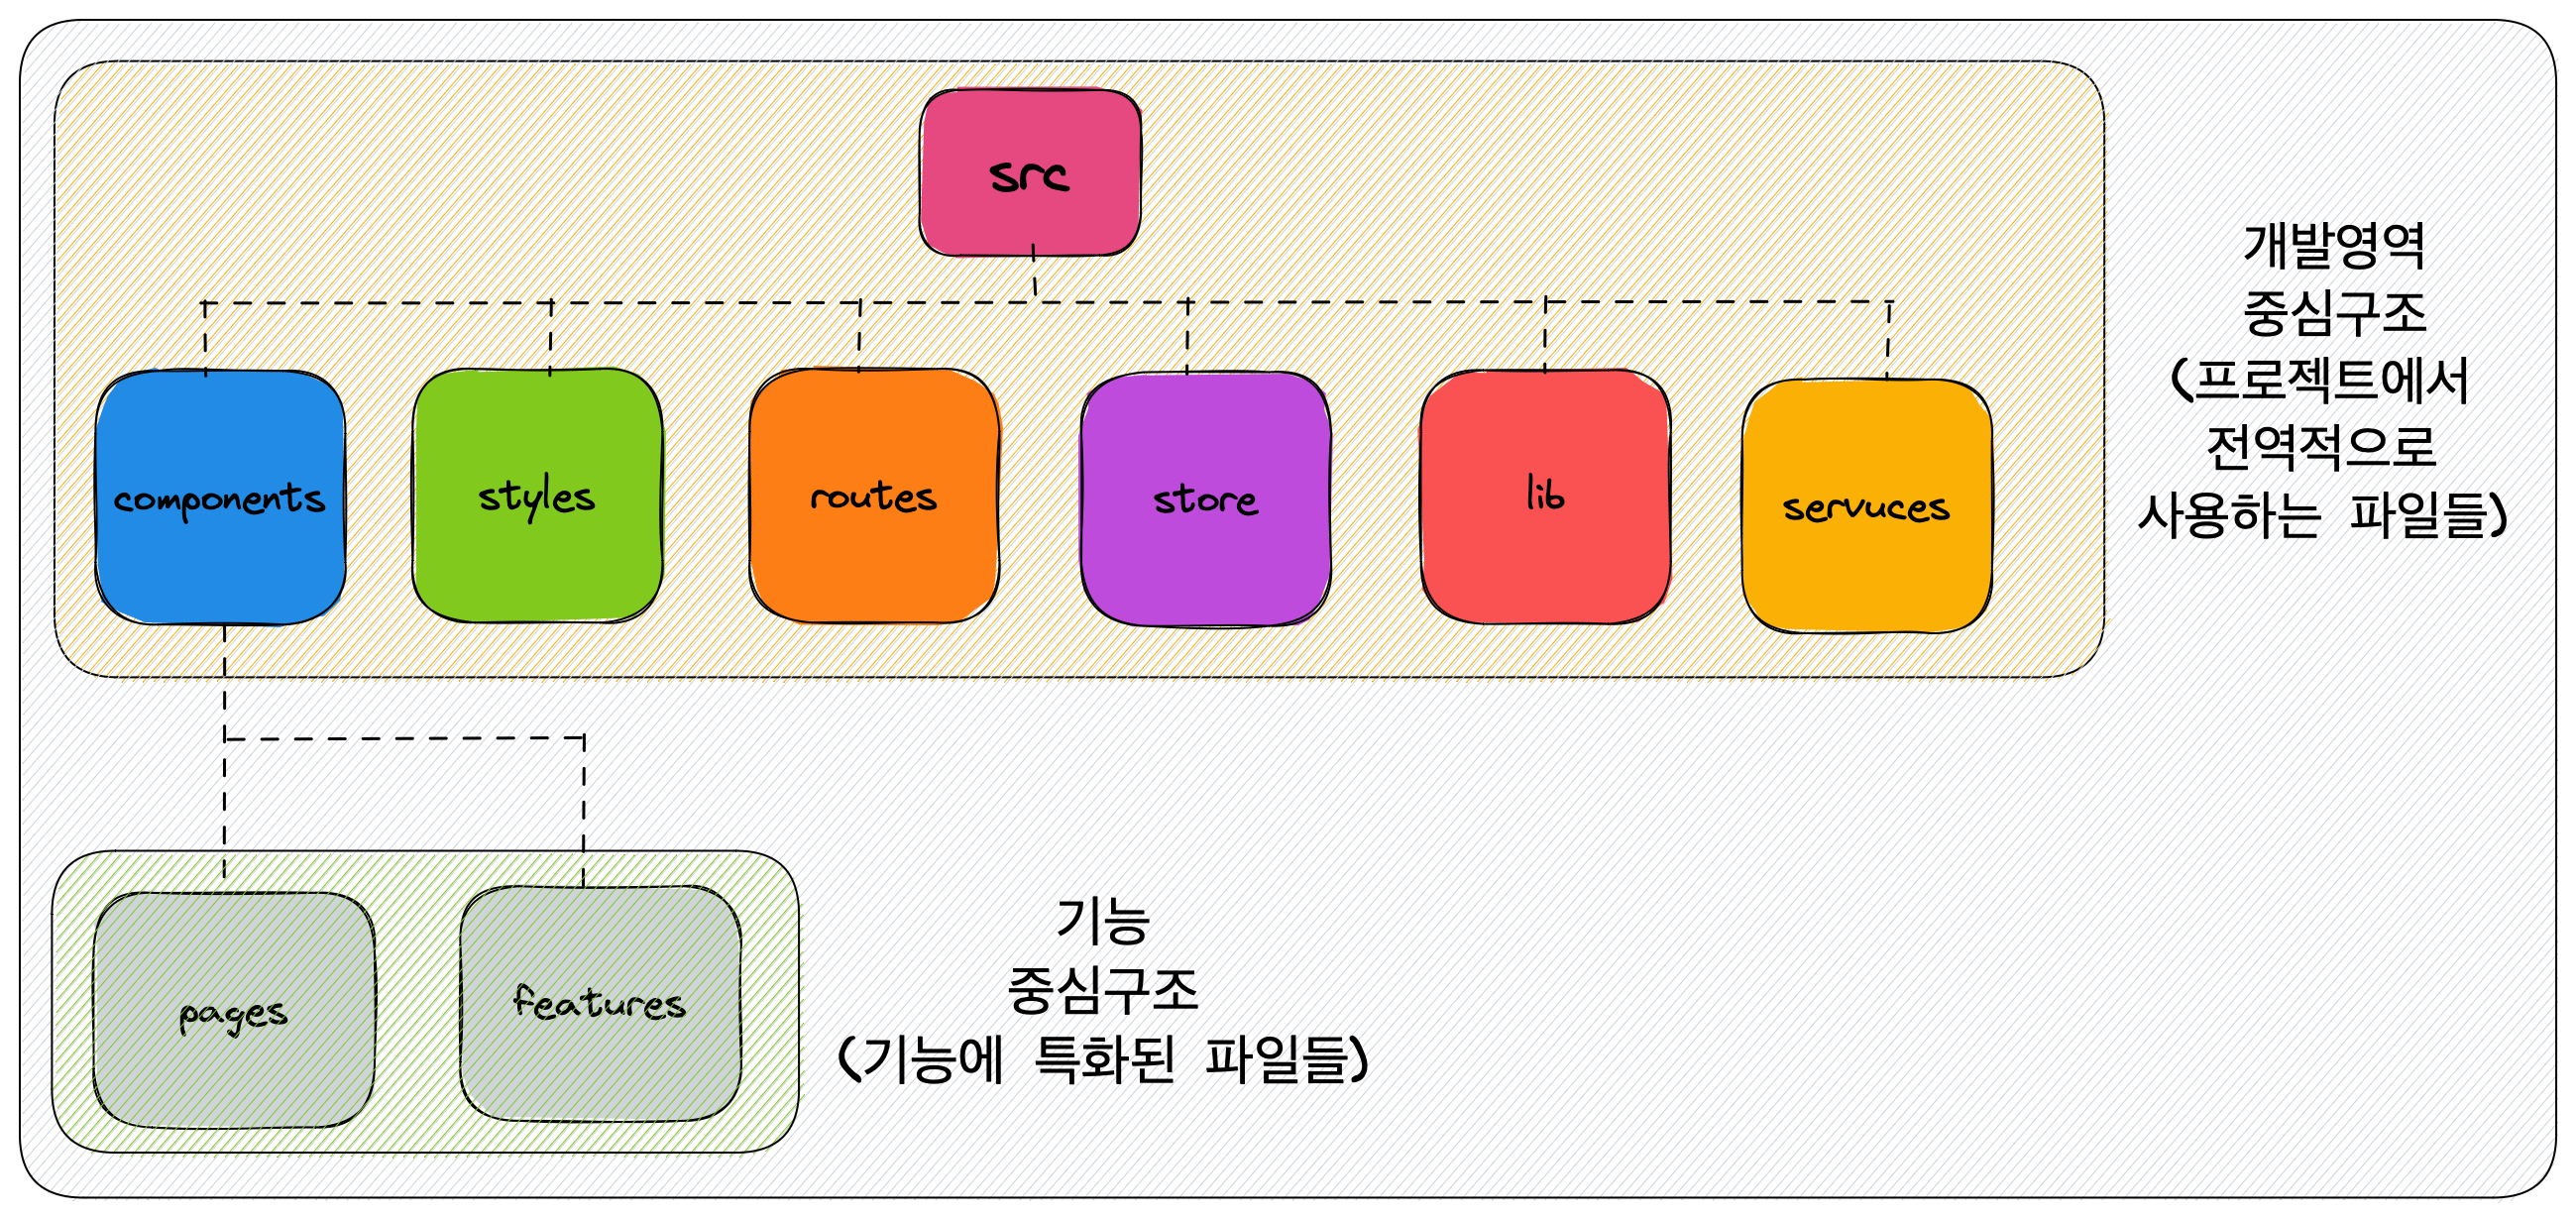 src
components
styles
routes
store
lib
servuces
개발영역
중심구조
(프로젝트에서
전역적으로
사용하는 파일들)
pages
features
기능
중심구조
(기능에 특화된 파일들)